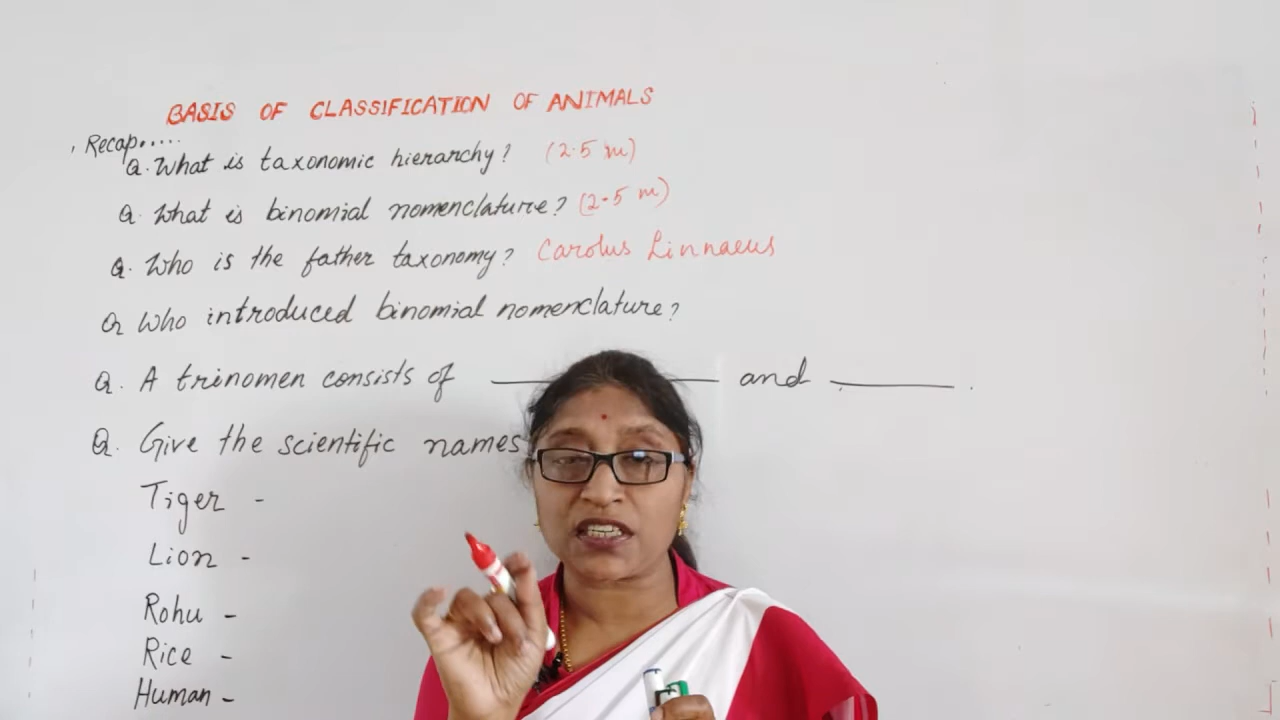 BASIS OF CLASSIFICATION OF ANIMALS
Recap.....
Q. What is taxonomic hierarchy? (2.5 m)
Q. What is binomial nomenclature? (2.5 m)
Q. Who is the father taxonomy? Carolus Linnaeus
Q Who introduced binomial nomenclature?
Q. A trinomen consists of ______ ______ and ______.
Q. Give the scientific names
Tiger -
Lion -
Rohu -
Rice -
Human -